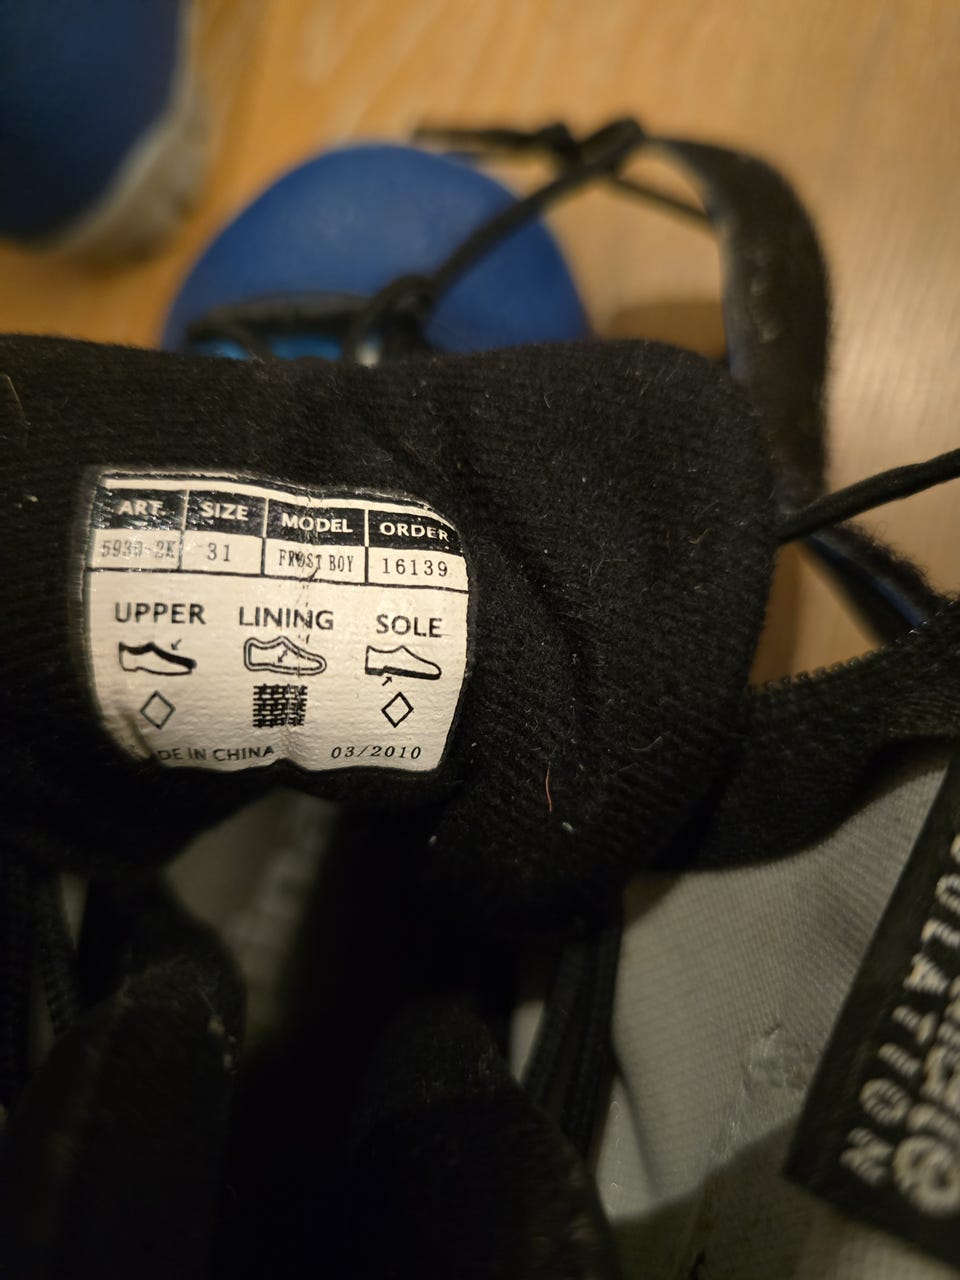 ART. SIZE MODEL ORDER
31 FROST BOY 16139
UPPER LINING SOLE
DE IN CHINA 03/2010